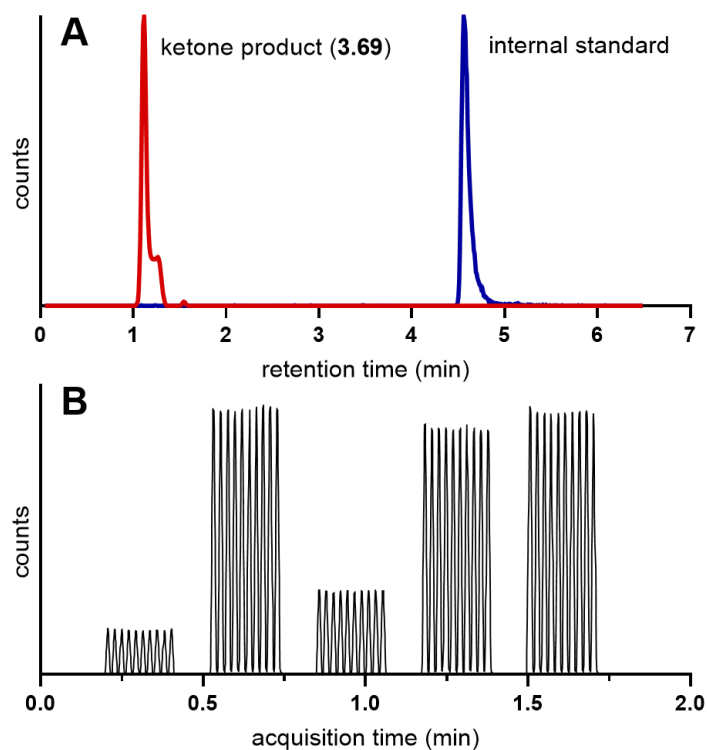 A
ketone product (3.69)
internal standard
counts
0 1 2 3 4 5 6 7
retention time (min)
B
counts
0.0 0.5 1.0 1.5 2.0
acquisition time (min)